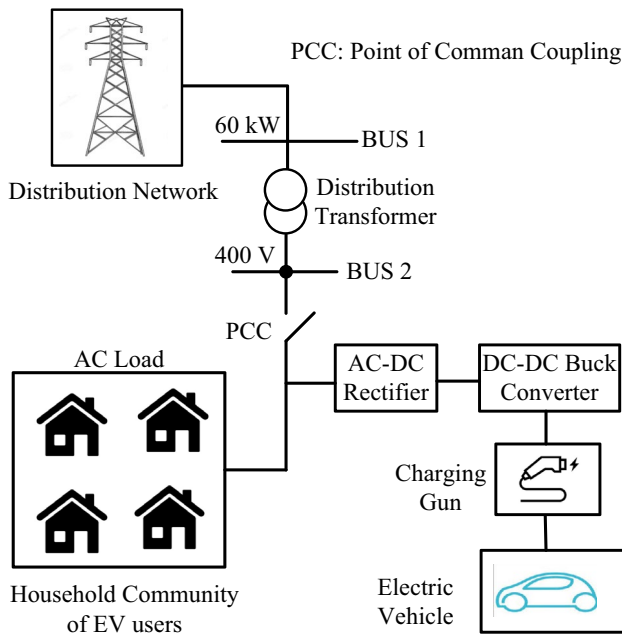 PCC: Point of Comman Coupling
60 kW
BUS 1
Distribution Network
Distribution
Transformer
400 V
BUS 2
PCC
AC Load
AC-DC
Rectifier
DC-DC Buck
Converter
Charging
Gun
Household Community
of EV users
Electric
Vehicle